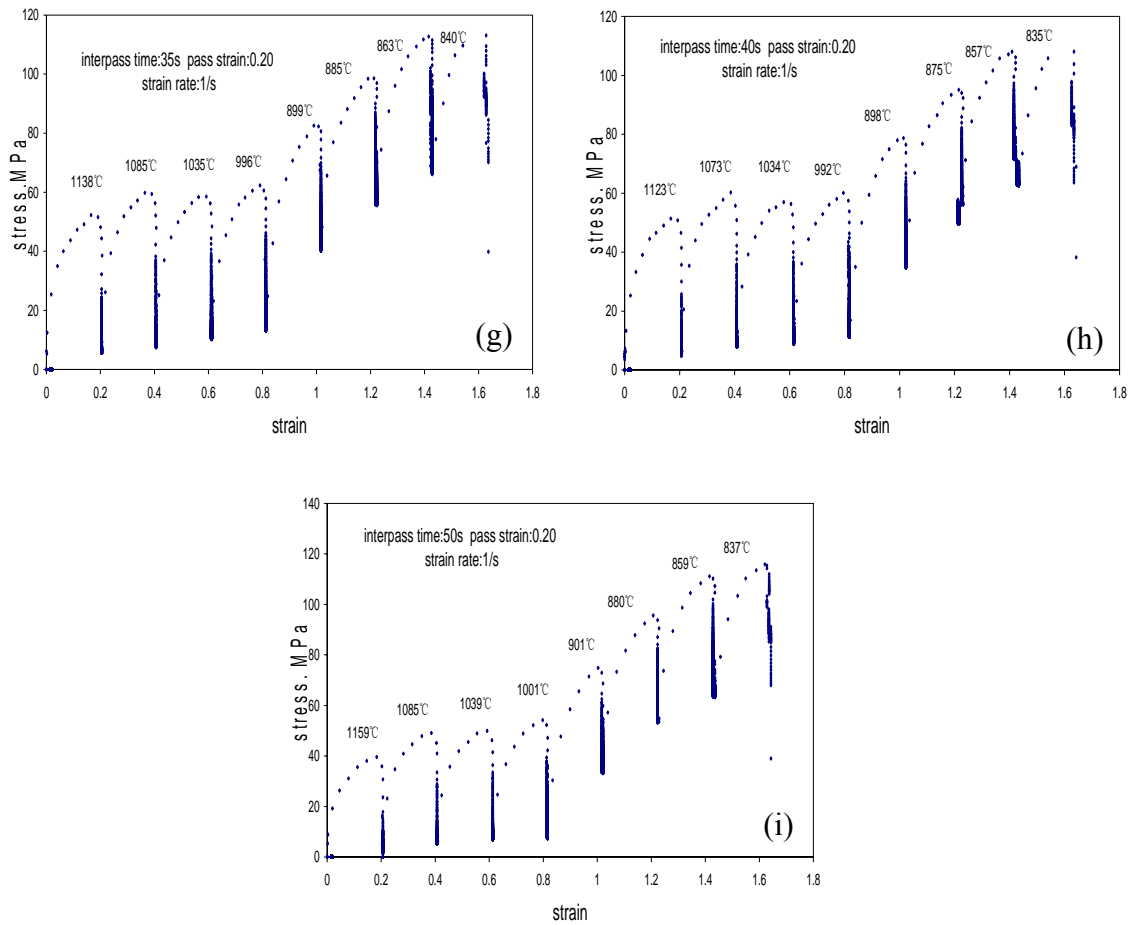 120
100
80
60
40
20
0
stress.MPa
interpass time:35s pass strain:0.20
strain rate:1/s
1138℃
1085℃
1035℃
996℃
899℃
885℃
863℃
840℃
(g)
0 0.2 0.4 0.6 0.8 1 1.2 1.4 1.6 1.8
strain
120
100
80
60
40
20
0
stress. MPa
interpass time:40s pass strain:0.20
strain rate:1/s
1123℃
1073℃
1034℃
992℃
898℃
875℃
857℃
835℃
(h)
0 0.2 0.4 0.6 0.8 1 1.2 1.4 1.6 1.8
strain
140
120
100
80
60
40
20
0
stress. MPa
interpass time:50s pass strain:0.20
strain rate:1/s
1159℃
1085℃
1039℃
1001℃
901℃
880℃
859℃
837℃
(i)
0 0.2 0.4 0.6 0.8 1 1.2 1.4 1.6 1.8
strain